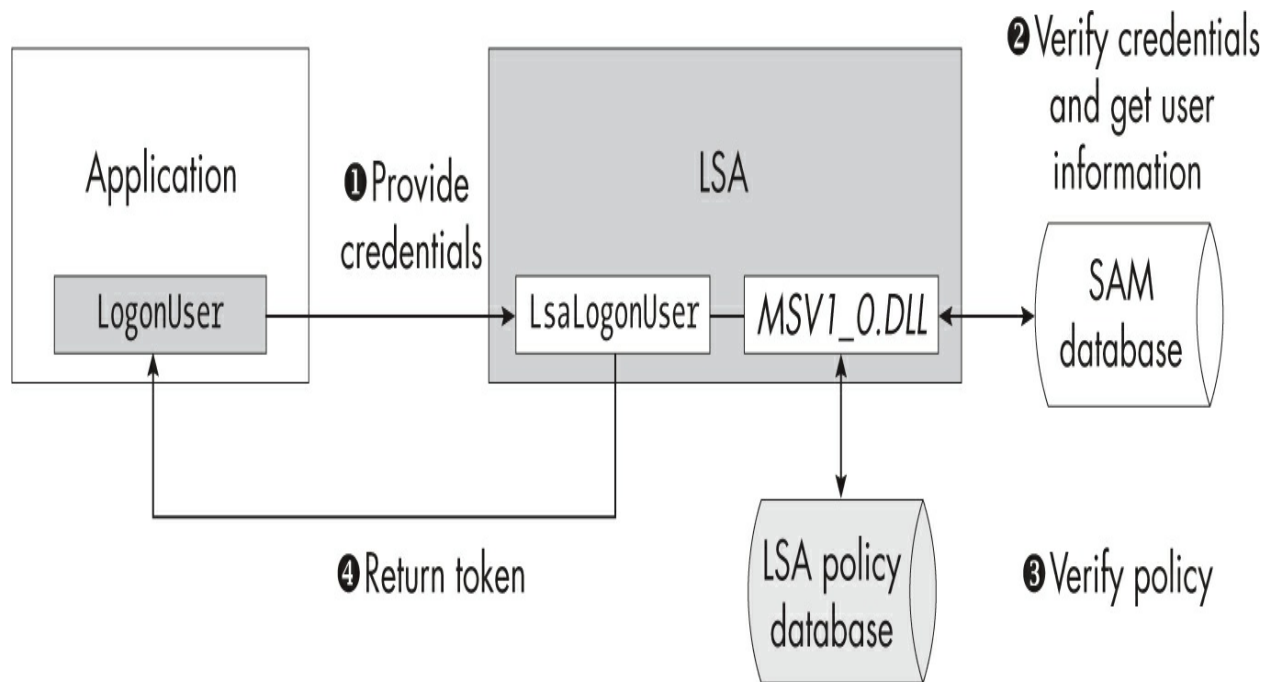 Application
LogonUser
❶ Provide
credentials
LSA
LsaLogonUser
MSV1_0.DLL
❷ Verify credentials
and get user
information
SAM
database
LSA policy
database
❸ Verify policy
❹ Return token